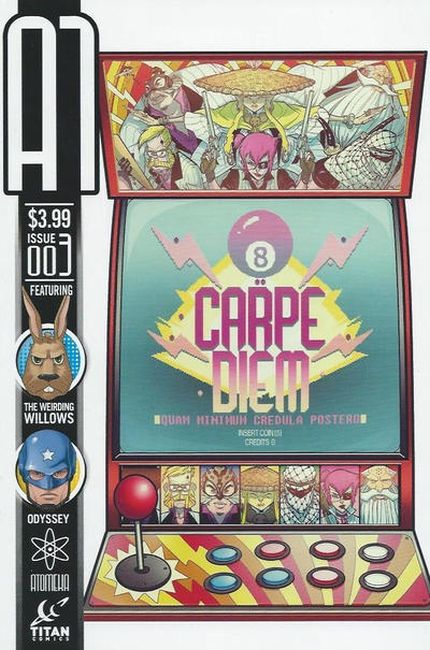 A1
$3.99
ISSUE
003
FEATURING
THE WEIRDING
WILLOWS
ODYSSEY
ATOMEKA
TITAN
COMICS
8
CÄRPE
DIEM
QUAM MINIMUM CREDULA POSTERO
INSERT COIN(S)
CREDITS 0